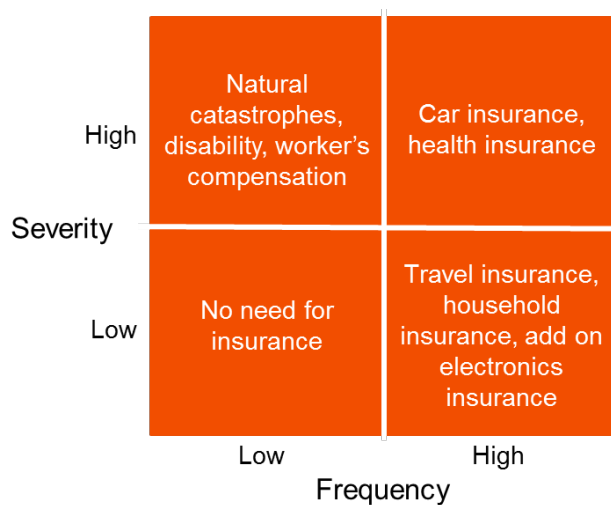 Natural
catastrophes,
disability, worker's
compensation
Car insurance,
health insurance
High
Severity
No need for
insurance
Travel insurance,
household
insurance, add on
electronics
insurance
Low
Low
High
Frequency